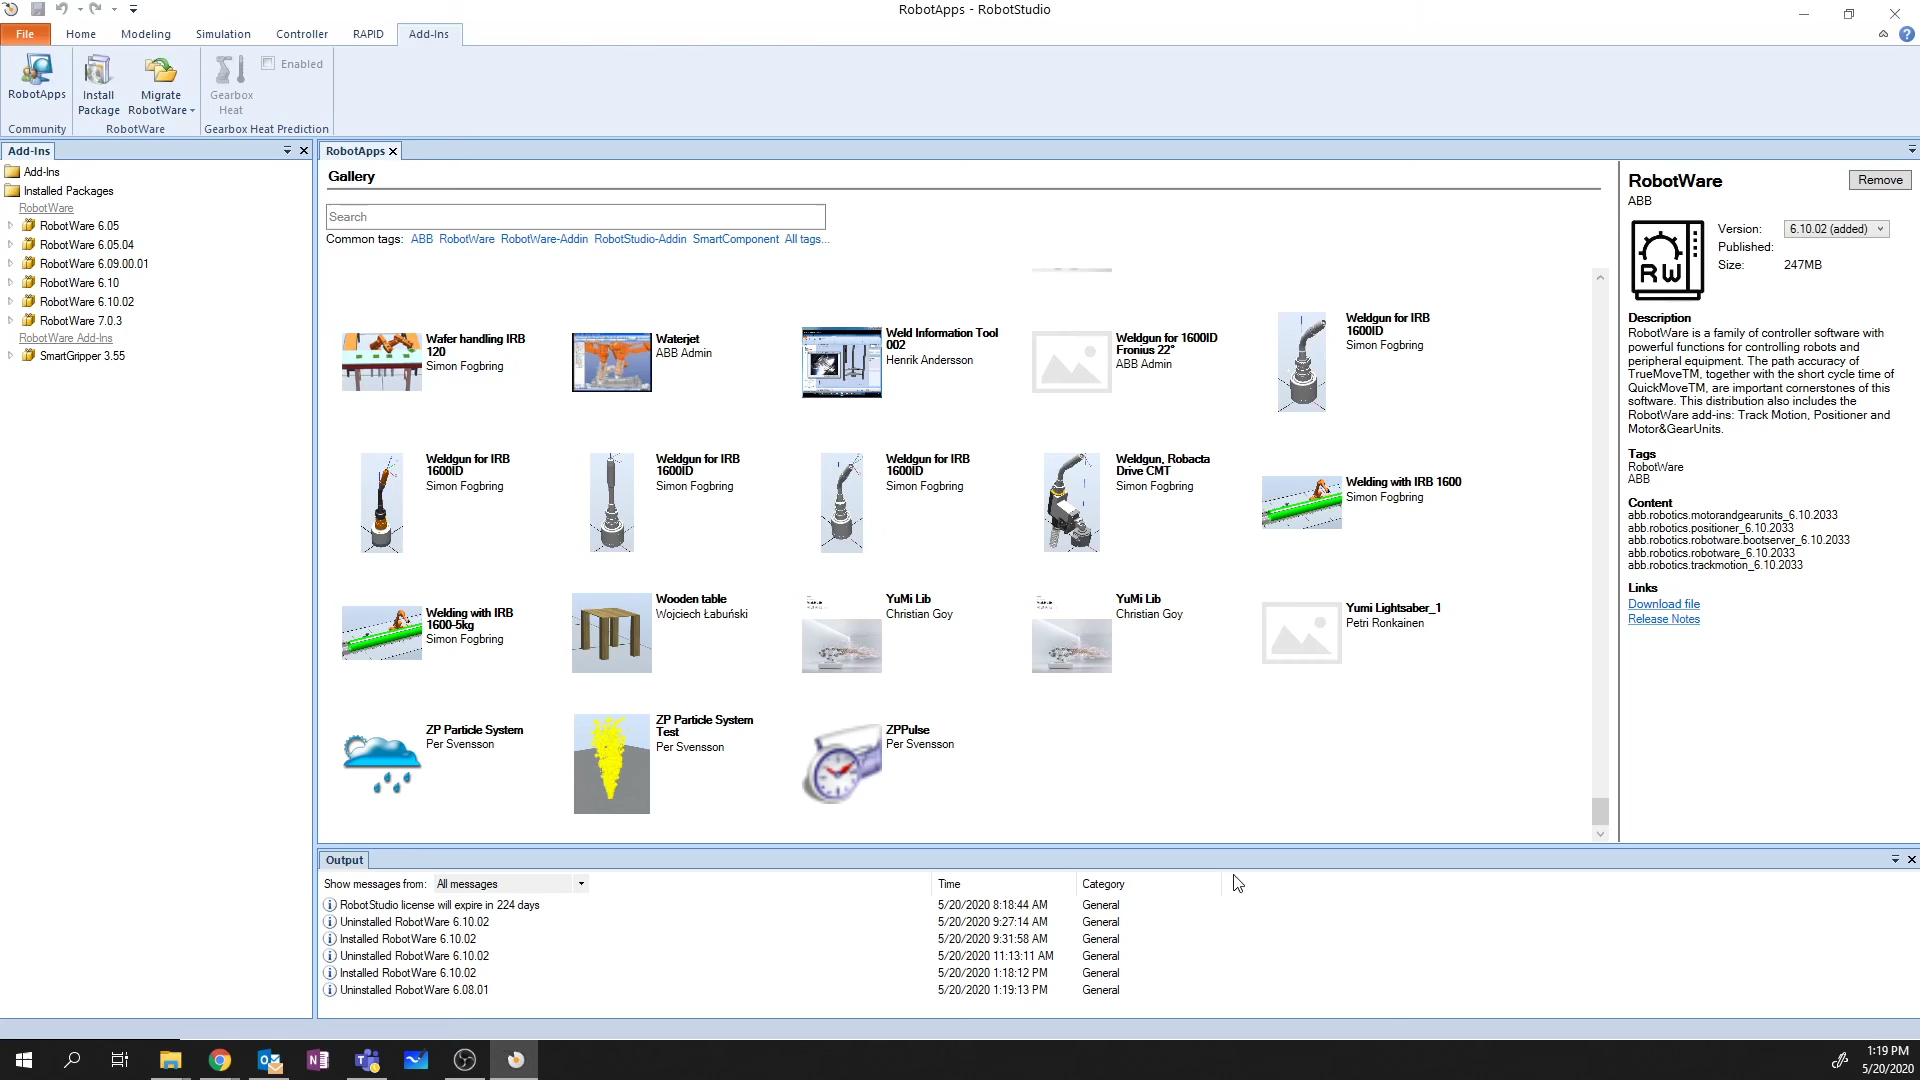 RobotApps - RobotStudio
File
Home
Modeling
Simulation
Controller
RAPID
Add-Ins
RobotApps
Install
Package
Migrate
RobotWare
Gearbox
Heat
Enabled
Community
RobotWare
Gearbox Heat Prediction
Add-Ins
Add-Ins
Installed Packages
RobotWare
RobotWare 6.05
RobotWare 6.05.04
RobotWare 6.09.00.01
RobotWare 6.10
RobotWare 6.10.02
RobotWare 7.0.3
RobotWare Add-Ins
SmartGripper 3.55
RobotApps
Gallery
Search
Common tags: ABB RobotWare RobotWare-Addin RobotStudio-Addin SmartComponent All tags...
Wafer handling IRB
120
Simon Fogbring
Waterjet
ABB Admin
Weld Information Tool
002
Henrik Andersson
Weldgun for 1600ID
Fronius 22°
ABB Admin
Weldgun for IRB
1600ID
Simon Fogbring
Weldgun for IRB
1600ID
Simon Fogbring
Weldgun for IRB
1600ID
Simon Fogbring
Weldgun for IRB
1600ID
Simon Fogbring
Weldgun, Robacta
Drive CMT
Simon Fogbring
Welding with IRB 1600
Simon Fogbring
Welding with IRB
1600-5kg
Simon Fogbring
Wooden table
Wojciech Łabuński
YuMi Lib
Christian Goy
YuMi Lib
Christian Goy
Yumi Lightsaber_1
Petri Ronkainen
ZP Particle System
Per Svensson
ZP Particle System
Test
Per Svensson
ZPPulse
Per Svensson
RobotWare
Remove
ABB
RW
Version: 6.10.02 (added)
Published:
Size: 247MB
Description
RobotWare is a family of controller software with
powerful functions for controlling robots and
peripheral equipment. The path accuracy of
TrueMoveTM, together with the short cycle time of
QuickMoveTM, are important cornerstones of this
software. This distribution also includes the
RobotWare add-ins: Track Motion, Positioner and
Motor&GearUnits.
Tags
RobotWare
ABB
Content
abb.robotics.motorandgearunits_6.10.2033
abb.robotics.positioner_6.10.2033
abb.robotics.robotware.bootserver_6.10.2033
abb.robotics.robotware_6.10.2033
abb.robotics.trackmotion_6.10.2033
Links
Download file
Release Notes
Output
Show messages from: All messages Time Category
RobotStudio license will expire in 224 days 5/20/2020 8:18:44 AM General
Uninstalled RobotWare 6.10.02 5/20/2020 9:27:14 AM General
Installed RobotWare 6.10.02 5/20/2020 9:31:58 AM General
Uninstalled RobotWare 6.10.02 5/20/2020 11:13:11 AM General
Installed RobotWare 6.10.02 5/20/2020 1:18:12 PM General
Uninstalled RobotWare 6.08.01 5/20/2020 1:19:13 PM General
1:19 PM
5/20/2020